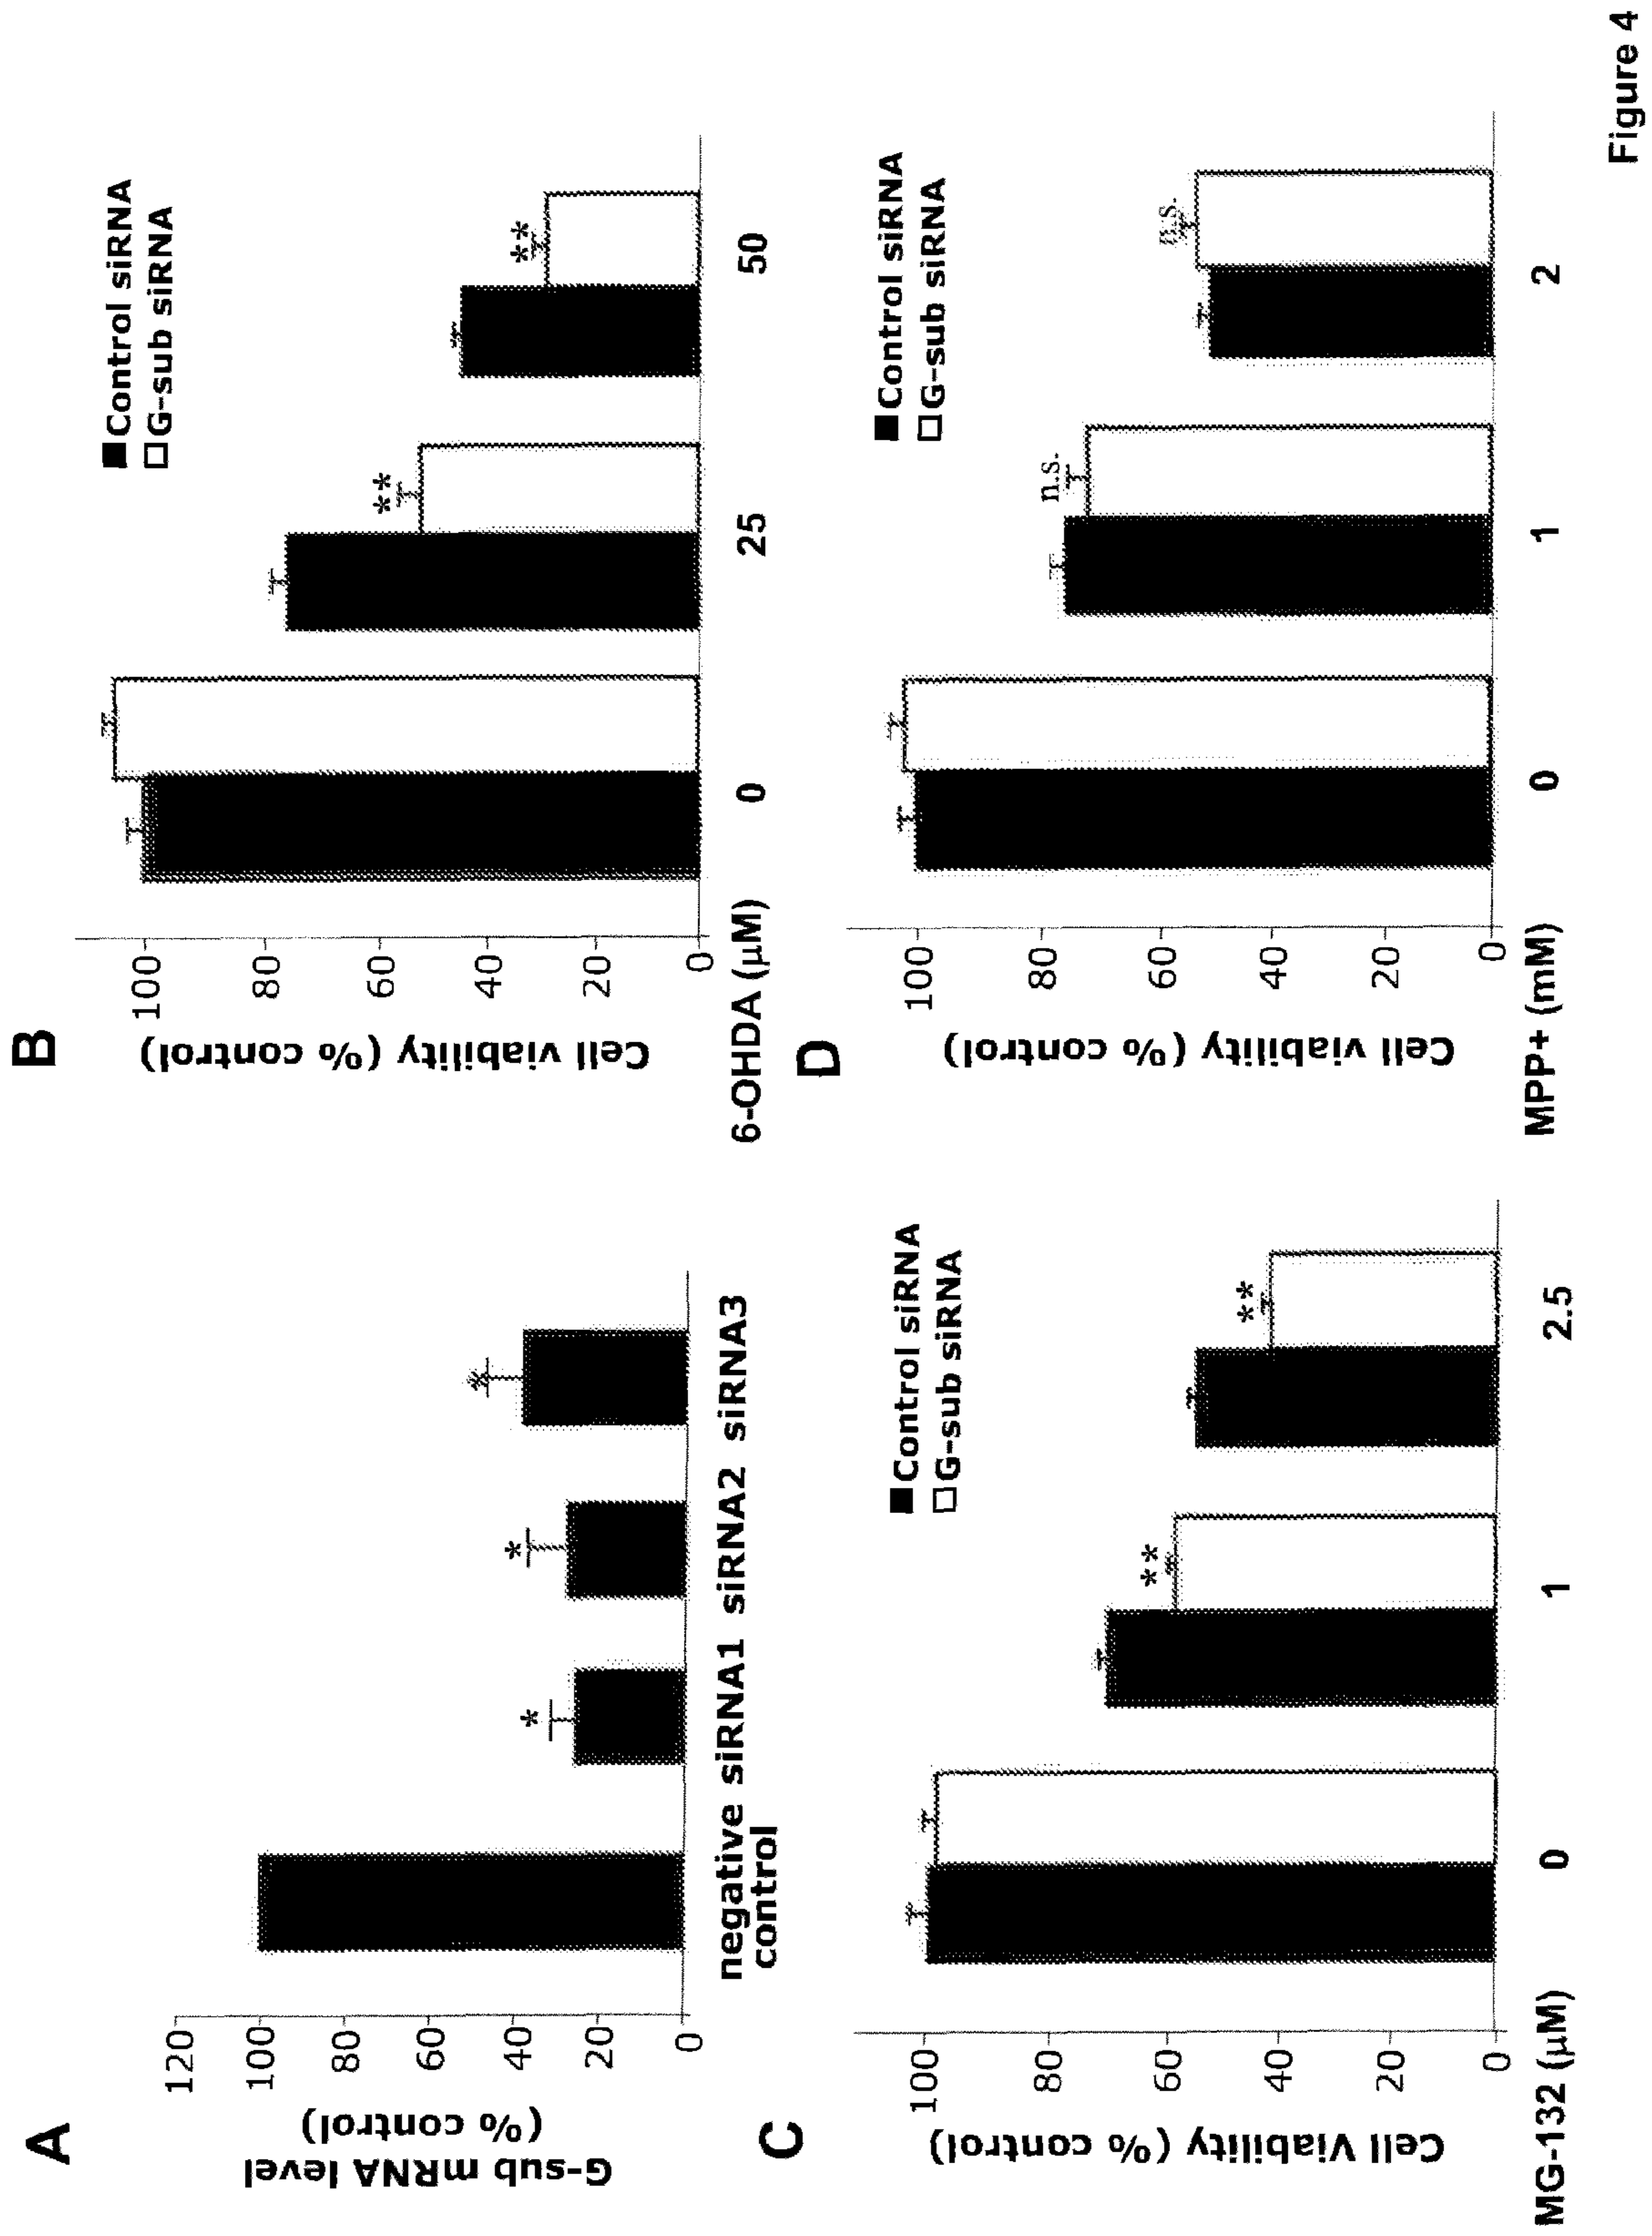 A
G-sub mRNA level
(% control)
120
100
80
60
40
20
0
negative siRNA1 siRNA2 siRNA3
control
*
*
*
B
Cell viability (% control)
100
80
60
40
20
0
6-OHDA (μM)
0
25
50
**
**
■Control siRNA
□G-sub siRNA
C
Cell Viability (% control)
100
80
60
40
20
0
MG-132 (μM)
0
1
2.5
**
**
■Control siRNA
□G-sub siRNA
D
Cell viability (% control)
100
80
60
40
20
0
MPP+ (mM)
0
1
2
n.s.
n.s.
■Control siRNA
□G-sub siRNA
Figure 4